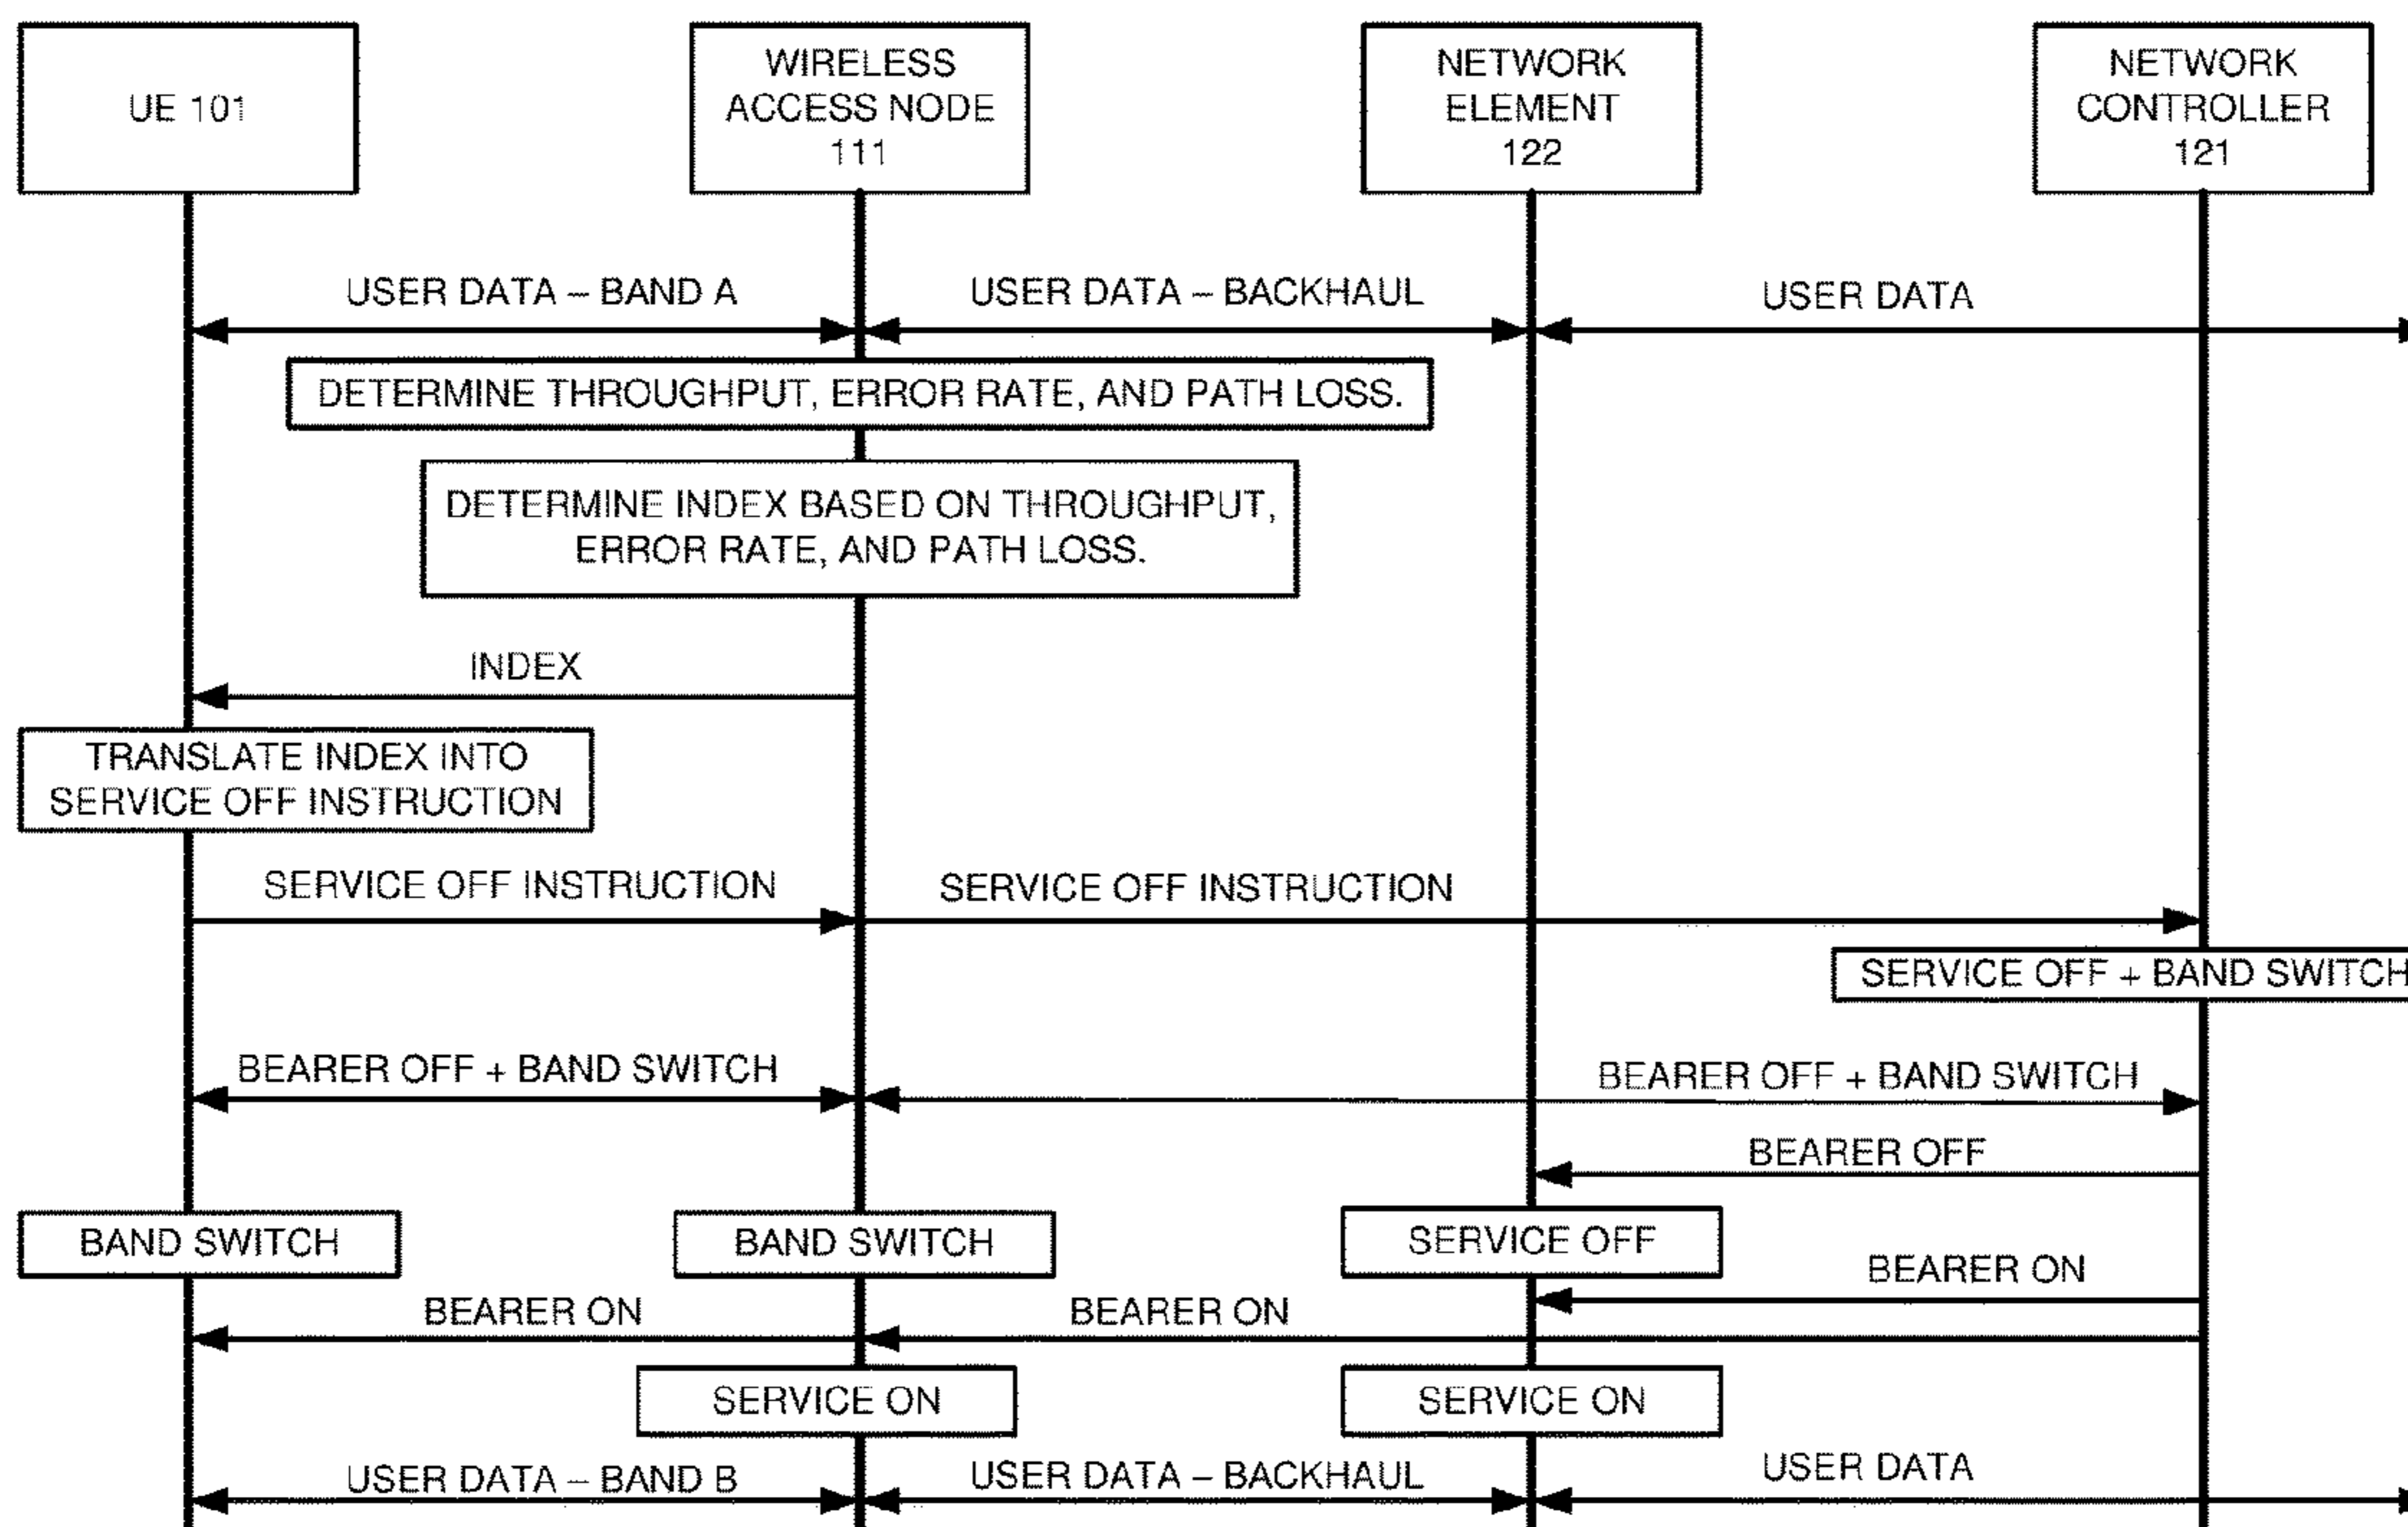 UE 101
WIRELESS
ACCESS NODE
111
NETWORK
ELEMENT
122
NETWORK
CONTROLLER
121
USER DATA – BAND A
USER DATA – BACKHAUL
USER DATA
DETERMINE THROUGHPUT, ERROR RATE, AND PATH LOSS.
DETERMINE INDEX BASED ON THROUGHPUT,
ERROR RATE, AND PATH LOSS.
INDEX
TRANSLATE INDEX INTO
SERVICE OFF INSTRUCTION
SERVICE OFF INSTRUCTION
SERVICE OFF INSTRUCTION
SERVICE OFF + BAND SWITCH
BEARER OFF + BAND SWITCH
BEARER OFF + BAND SWITCH
BEARER OFF
BAND SWITCH
BAND SWITCH
SERVICE OFF
BEARER ON
BEARER ON
BEARER ON
SERVICE ON
SERVICE ON
USER DATA – BAND B
USER DATA – BACKHAUL
USER DATA